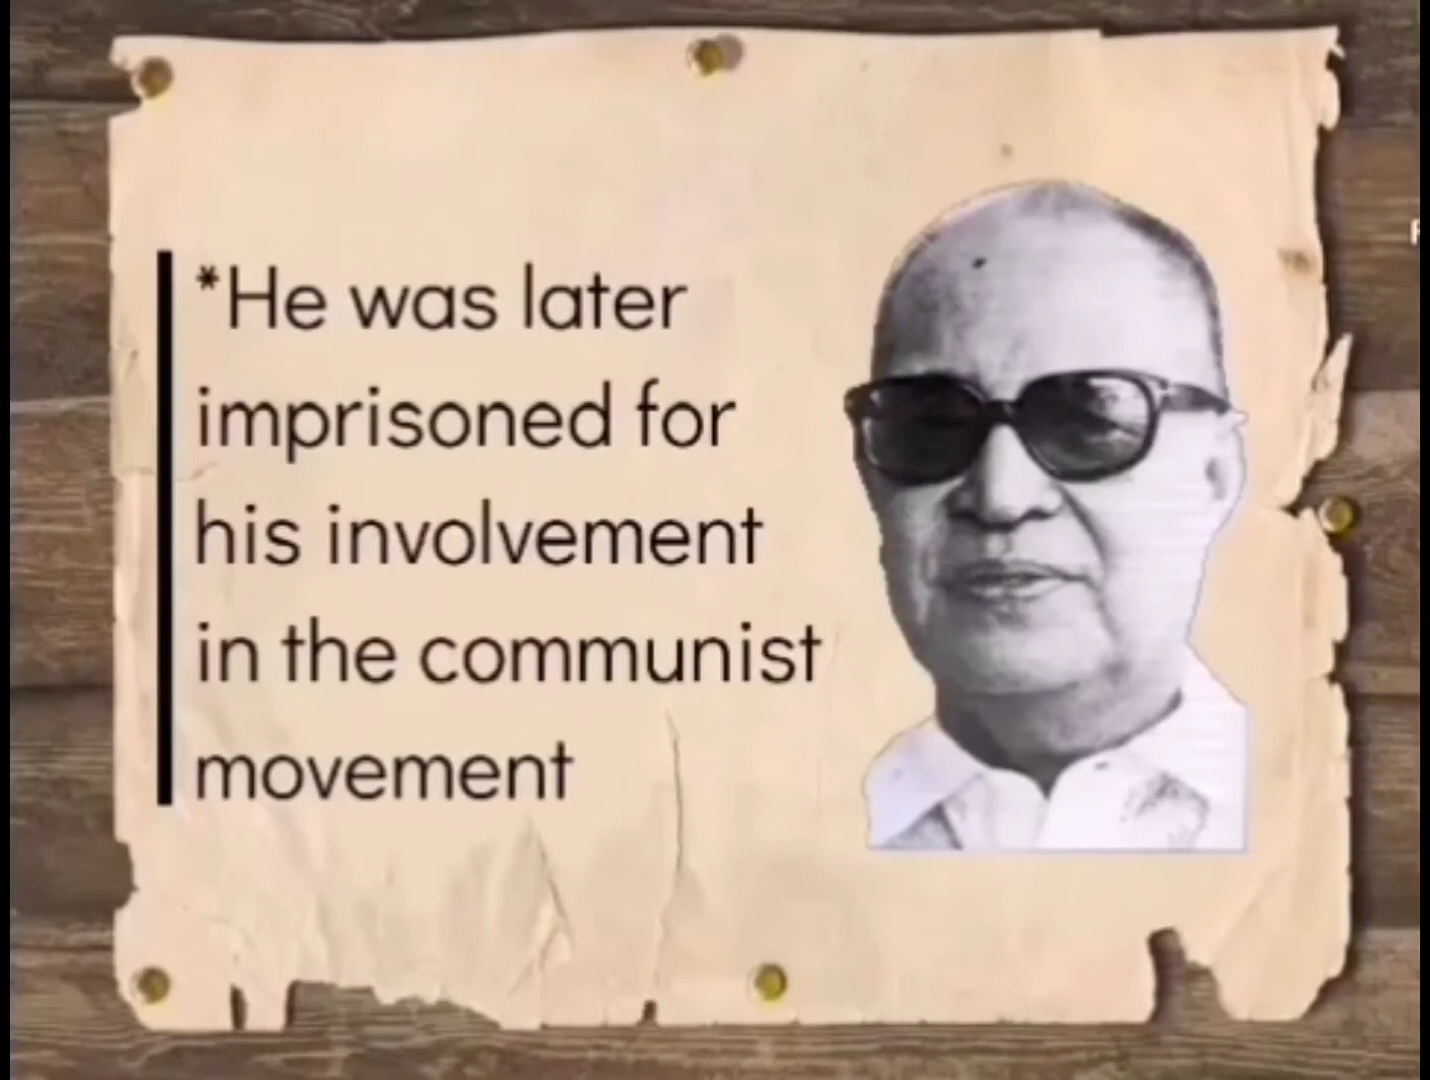 *He was later
imprisoned for
his involvement
in the communist
movement